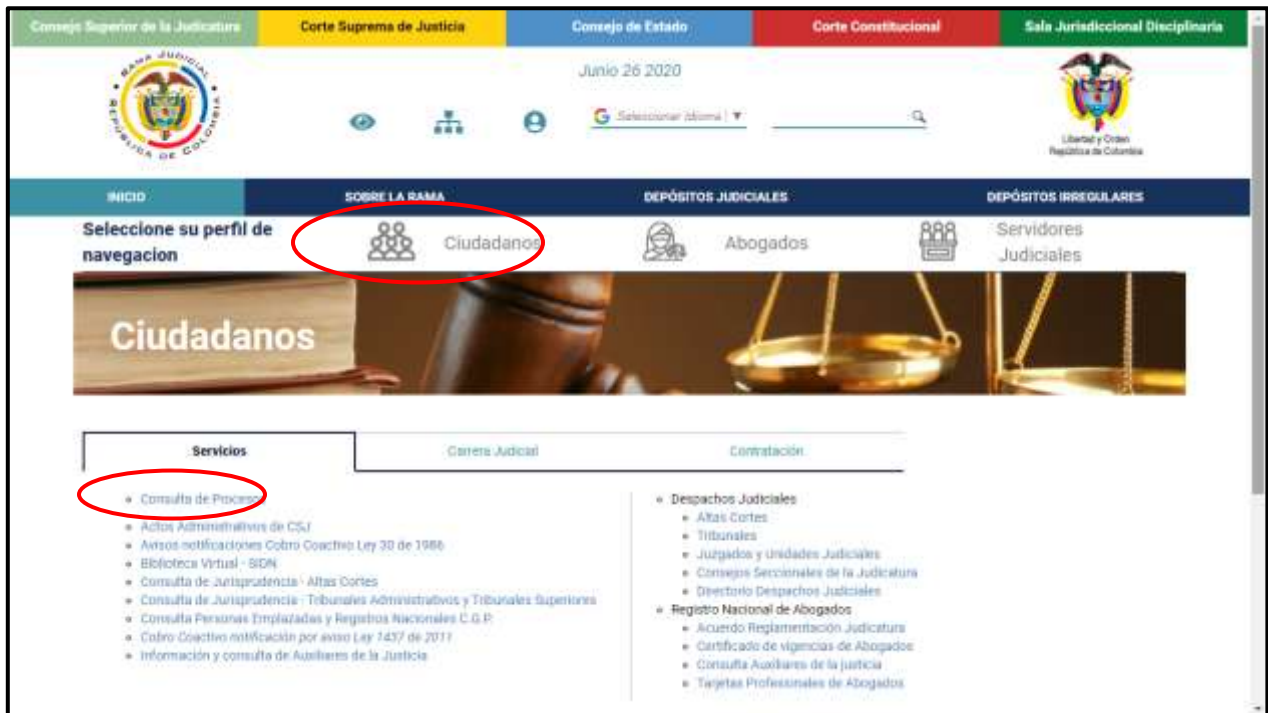 Consejo Superior de la Judicatura
Corte Suprema de Justicia
Consejo de Estado
Corte Constitucional
Sala Jurisdiccional Disciplinaria
RAMA JUDICIAL
REPÚBLICA DE COLOMBIA
Junio 26 2020
G Seleccionar idioma | ▼
Libertad y Orden
República de Colombia
INICIO
SOBRE LA RAMA
DEPÓSITOS JUDICIALES
DEPÓSITOS IRREGULARES
Seleccione su perfil de
navegacion
Ciudadanos
Abogados
Servidores
Judiciales
Ciudadanos
Servicios
Carrera Judicial
Contratación
Consulta de Procesos
Actos Administrativos de CSJ
Avisos notificaciones Cobro Coactivo Ley 30 de 1986
Biblioteca Virtual - SIDN
Consulta de Jurisprudencia - Altas Cortes
Consulta de Jurisprudencia - Tribunales Administrativos y Tribunales Superiores
Consulta Personas Emplazadas y Registros Nacionales C.G.P.
Cobro Coactivo notificación por aviso Ley 1437 de 2011
Información y consulta de Auxiliares de la Justicia
Despachos Judiciales
Altas Cortes
Tribunales
Juzgados y Unidades Judiciales
Consejos Seccionales de la Judicatura
Directorio Despachos Judiciales
Registro Nacional de Abogados
Acuerdo Reglamentación Judicatura
Certificado de vigencias de Abogados
Consulta Auxiliares de la justicia
Tarjetas Profesionales de Abogados